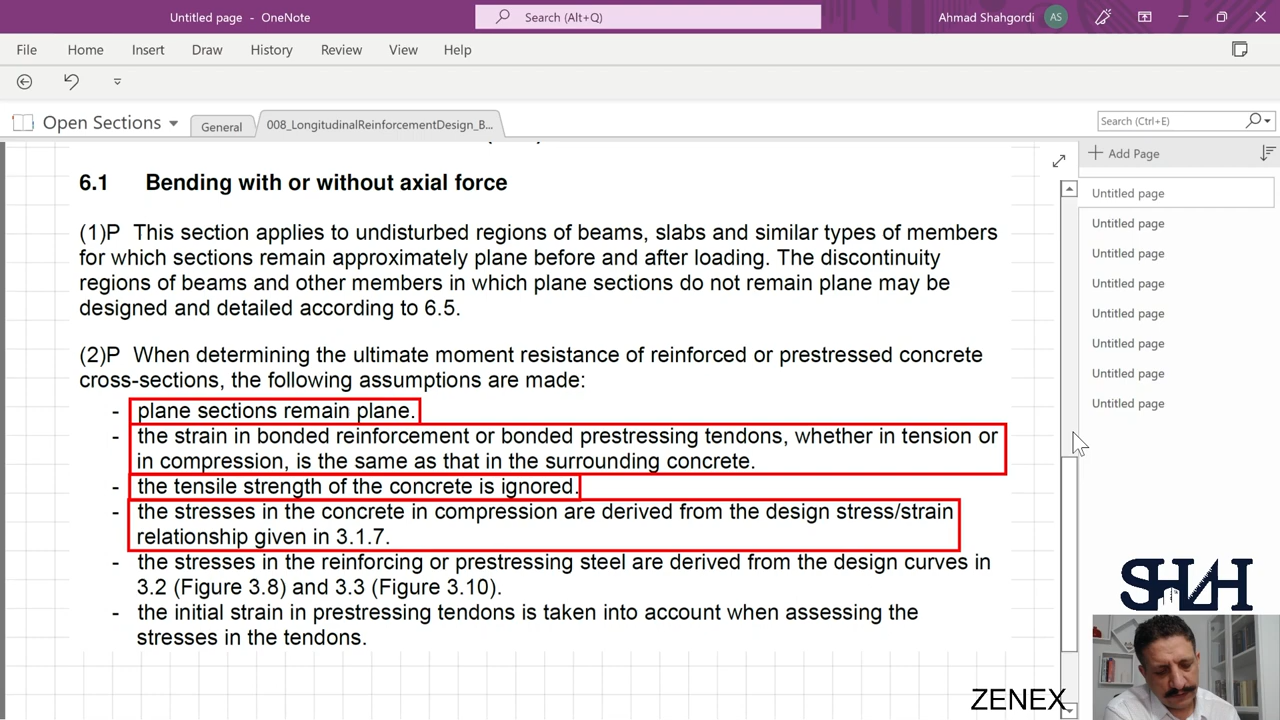 Untitled page - OneNote
Search (Alt+Q)
Ahmad Shahgordi
AS
File
Home
Insert
Draw
History
Review
View
Help
Open Sections
General
008_LongitudinalReinforcementDesign_B...
Search (Ctrl+E)
Add Page
6.1 Bending with or without axial force
(1)P This section applies to undisturbed regions of beams, slabs and similar types of members
for which sections remain approximately plane before and after loading. The discontinuity
regions of beams and other members in which plane sections do not remain plane may be
designed and detailed according to 6.5.
(2)P When determining the ultimate moment resistance of reinforced or prestressed concrete
cross-sections, the following assumptions are made:
- plane sections remain plane.
- the strain in bonded reinforcement or bonded prestressing tendons, whether in tension or
in compression, is the same as that in the surrounding concrete.
- the tensile strength of the concrete is ignored.
- the stresses in the concrete in compression are derived from the design stress/strain
relationship given in 3.1.7.
- the stresses in the reinforcing or prestressing steel are derived from the design curves in
3.2 (Figure 3.8) and 3.3 (Figure 3.10).
- the initial strain in prestressing tendons is taken into account when assessing the
stresses in the tendons.
Untitled page
Untitled page
Untitled page
Untitled page
Untitled page
Untitled page
Untitled page
Untitled page
SHZH
ZENEX